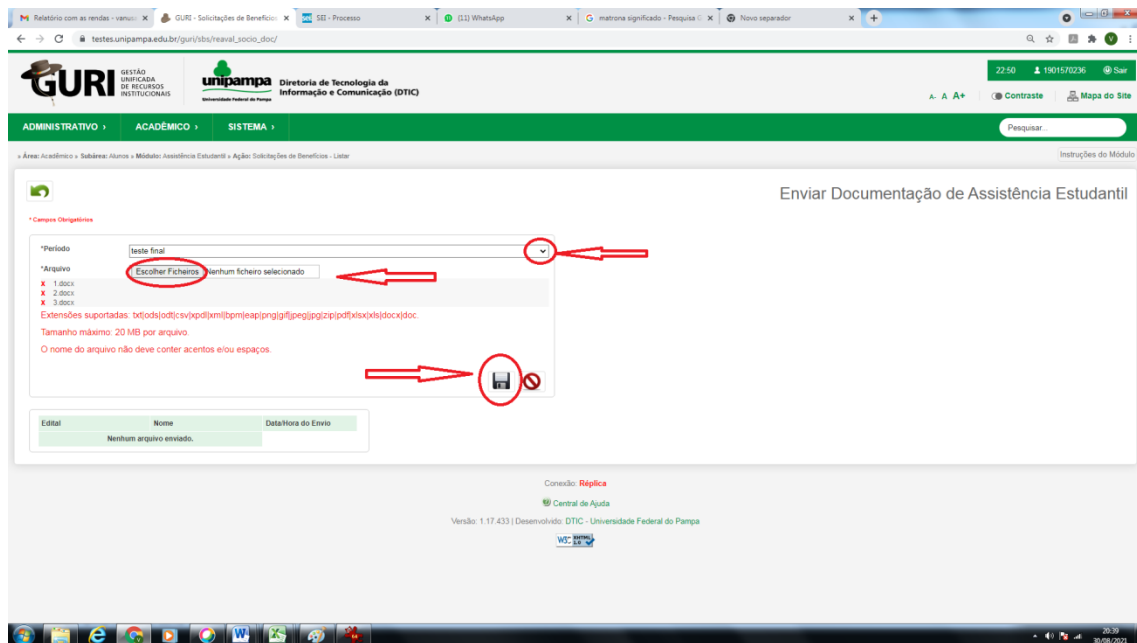 Relatório com as rendas - vanus
GURI - Solicitações de Benefício
SEI - Processo
(11) WhatsApp
matrona significado - Pesquisa G
Novo separador
testes.unipampa.edu.br/guri/sbs/reaval_socio_doc/
GURI GESTÃO UNIFICADA DE RECURSOS INSTITUCIONAIS
unipampa
Universidade Federal do Pampa
Diretoria de Tecnologia da
Informação e Comunicação (DTIC)
22:50 1901570236 Sair
A- A A+ Contraste Mapa do Site
ADMINISTRATIVO › ACADÊMICO › SISTEMA › Pesquisar...
» Área: Acadêmico » Subárea: Alunos » Módulo: Assistência Estudantil » Ação: Solicitações de Benefícios - Listar
Instruções do Módulo
Enviar Documentação de Assistência Estudantil
* Campos Obrigatórios
*Período teste final
*Arquivo Escolher Ficheiros Nenhum ficheiro selecionado
X 1.docx
X 2.docx
X 3.docx
Extensões suportadas: txt|ods|odt|csv|xpdl|xml|bpm|eap|png|gif|jpeg|jpg|zip|pdf|xlsx|xls|docx|doc.
Tamanho máximo: 20 MB por arquivo.
O nome do arquivo não deve conter acentos e/ou espaços.
Edital Nome Data/Hora do Envio
Nenhum arquivo enviado.
Conexão: Réplica
Central de Ajuda
Versão: 1.17.433 | Desenvolvido: DTIC - Universidade Federal do Pampa
W3C XHTML 1.0
20:39
30/08/2021